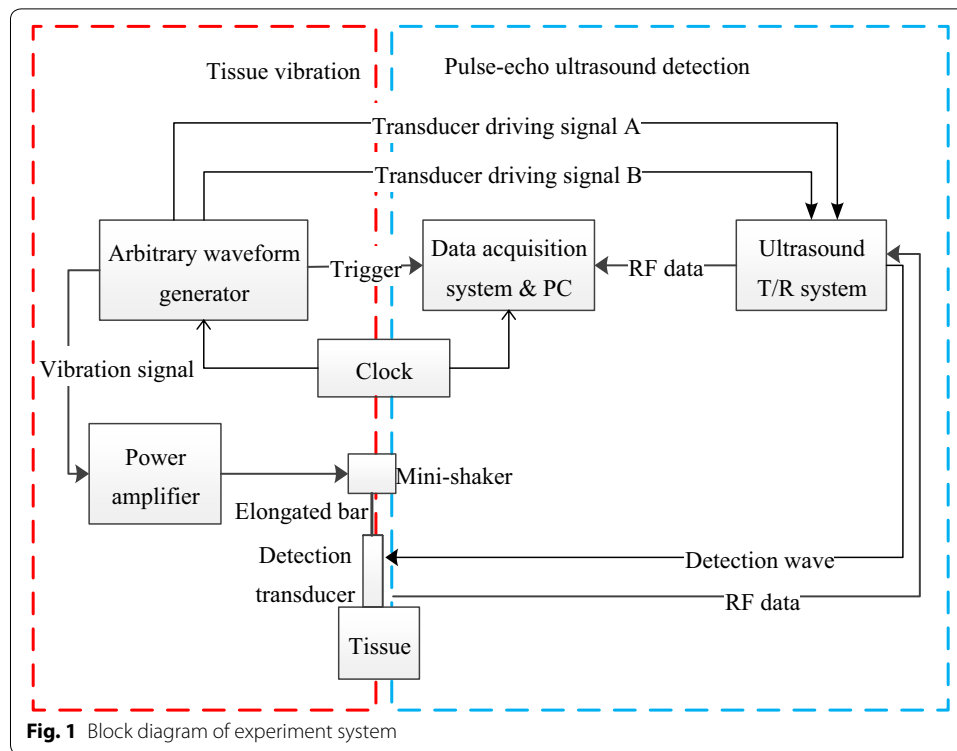 Tissue vibration
Pulse-echo ultrasound detection
Transducer driving signal A
Transducer driving signal B
Arbitrary waveform
generator
Trigger
Data acquisition
system & PC
RF data
Ultrasound
T/R system
Vibration signal
Clock
Power
amplifier
Mini-shaker
Elongated bar
Detection
transducer
Detection wave
RF data
Tissue
Fig. 1 Block diagram of experiment system